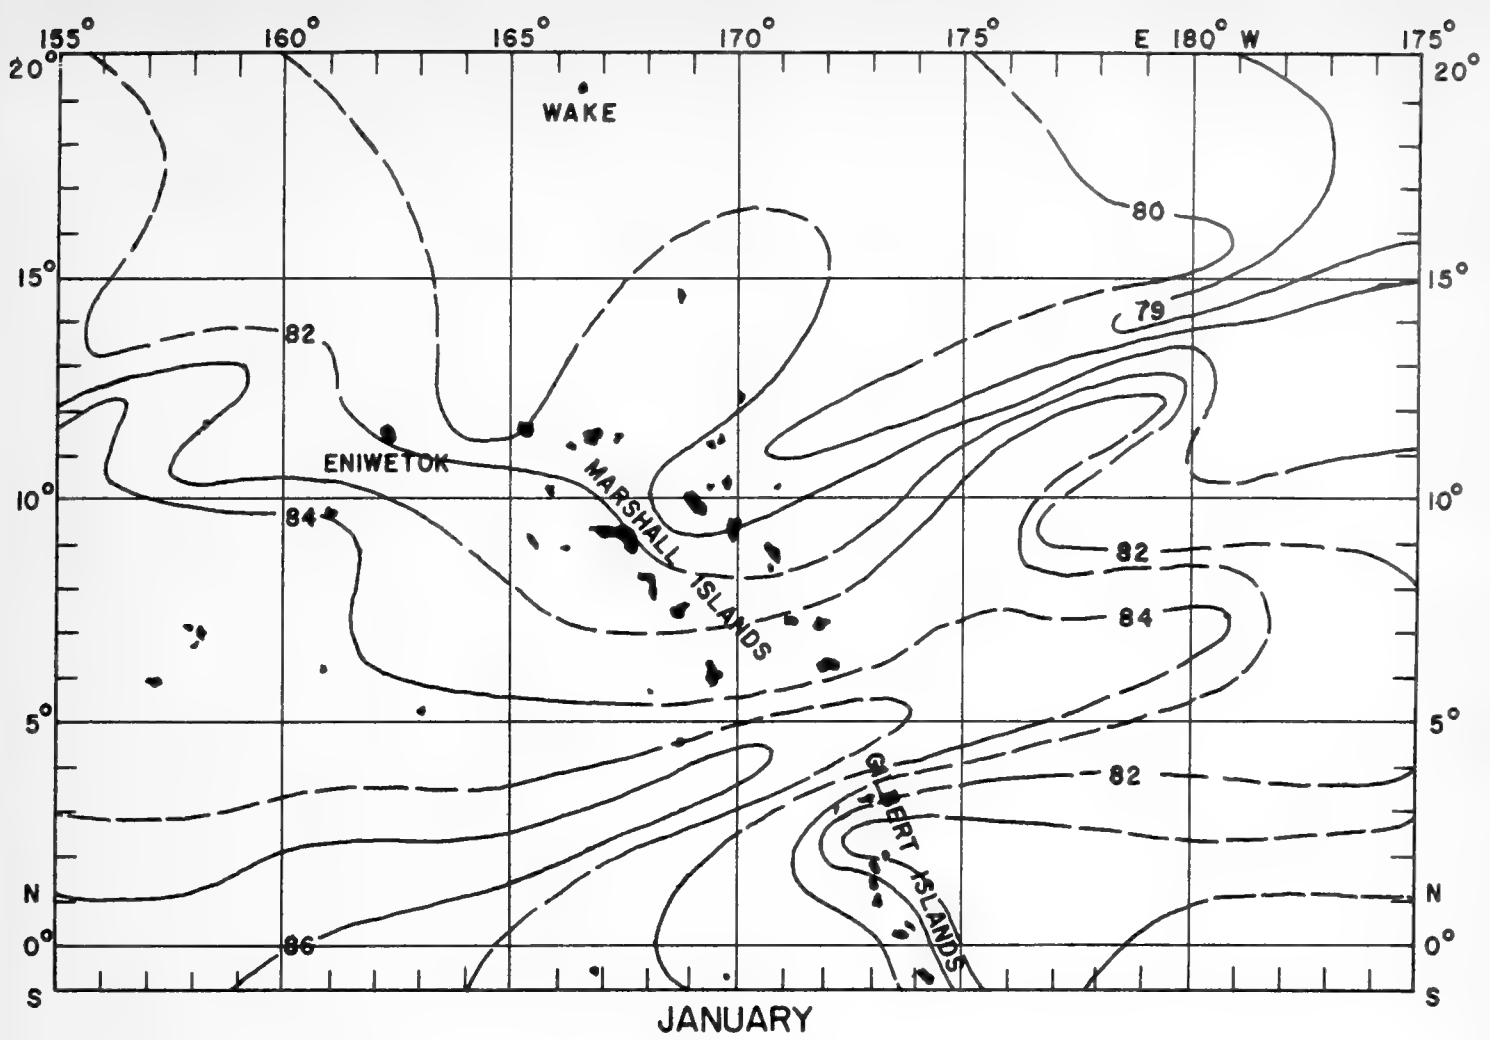 155° 160° 165° 170° 175° E 180° W 175°
20° 20°
WAKE
80
15° 15°
79
82
ENIWETOK
MARSHALL ISLANDS
10° 10°
84
82
84
5° 5°
GILBERT ISLANDS
82
N N
86
0° 0°
S S
JANUARY